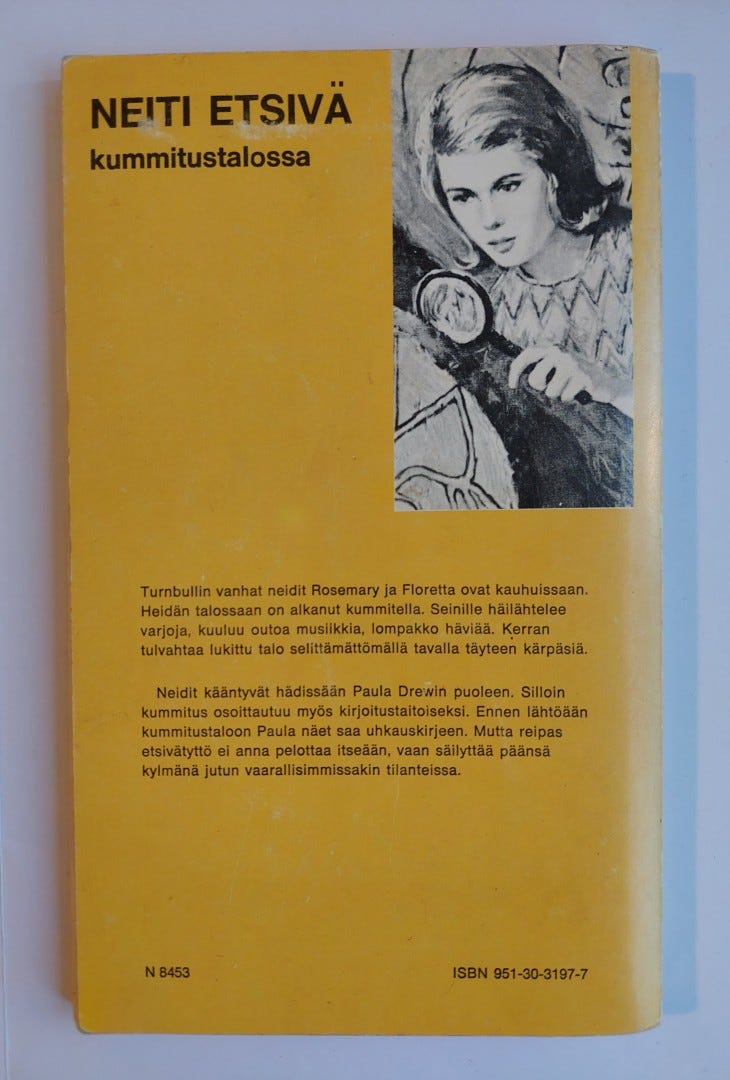 NEITI ETSIVÄ
kummitustalossa
Turnbullin vanhat neidit Rosemary ja Floretta ovat kauhuissaan.
Heidän talossaan on alkanut kummitella. Seinille häilähtelee
varjoja, kuuluu outoa musiikkia, lompakko häviää. Kerran
tulvahtaa lukittu talo selittämättömällä tavalla täyteen kärpäsiä.
Neidit kääntyvät hädissään Paula Drewin puoleen. Silloin
kummitus osoittautuu myös kirjoitustaitoiseksi. Ennen lähtöään
kummitustaloon Paula näet saa uhkauskirjeen. Mutta reipas
etsivätyttö ei anna pelottaa itseään, vaan säilyttää päänsä
kylmänä jutun vaarallisimmissakin tilanteissa.
N 8453
ISBN 951-30-3197-7